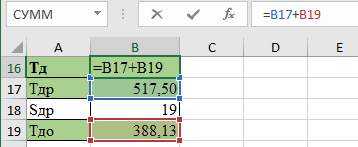 СУММ =B17+B19
A B C D E
16 Тд =B17+B19
17 Тдр 517,50
18 Sдр 19
19 Тдо 388,13